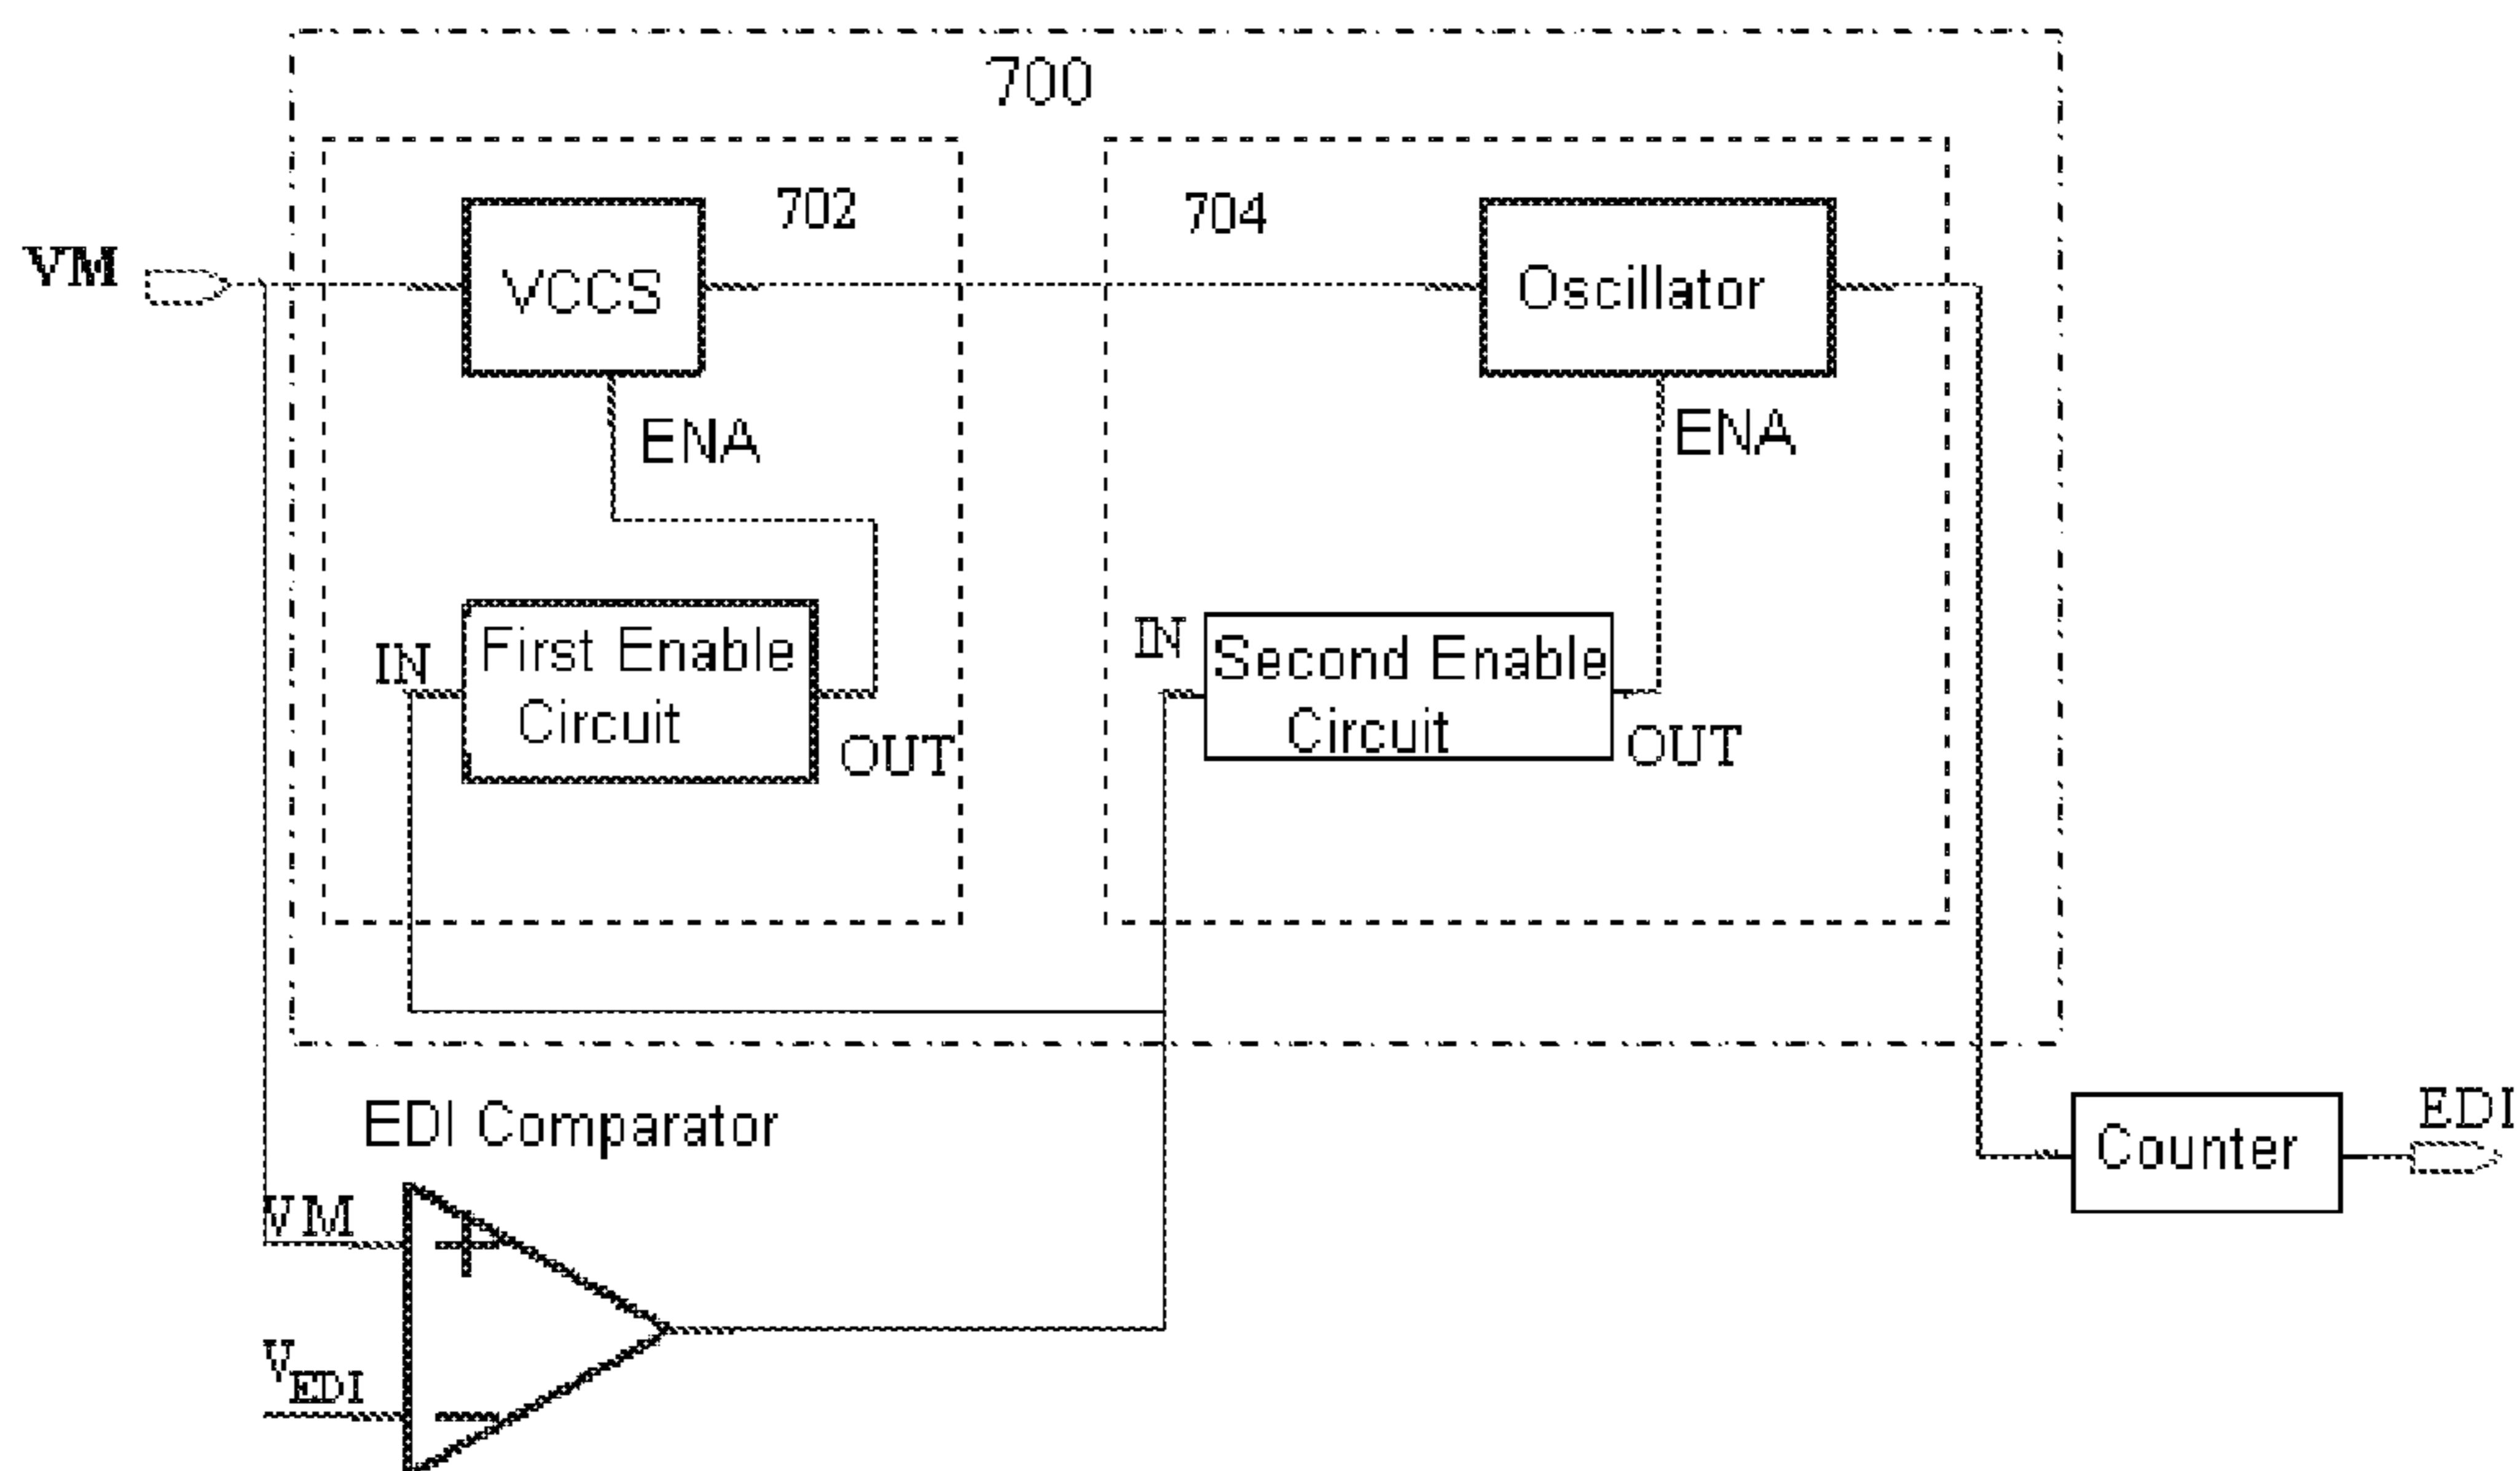 700
702
704
VM
VCCS
Oscillator
ENA
ENA
IN
First Enable
Circuit
OUT
IN
Second Enable
Circuit
OUT
EDI Comparator
VM
+
VEDI
−
Counter
EDI